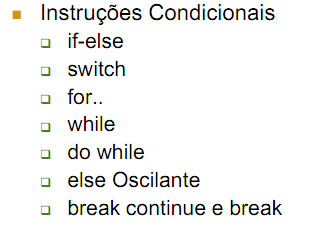 Instruções Condicionais
if-else
switch
for..
while
do while
else Oscilante
break continue e break